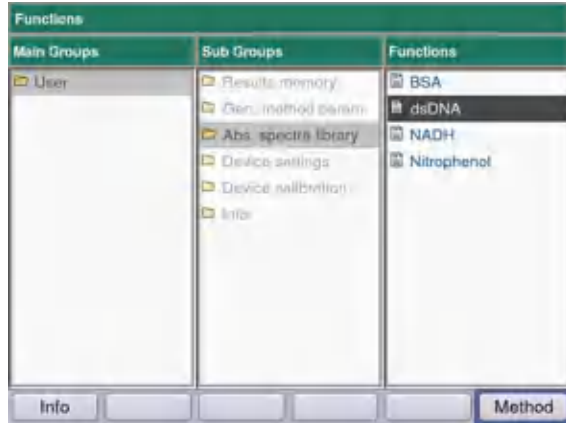 Functions
Main Groups
Sub Groups
Functions
User
Results memory
Gen. method param.
Abs. spectra library
Device settings
Device calibration
Info
BSA
dsDNA
NADH
Nitrophenol
Info
Method